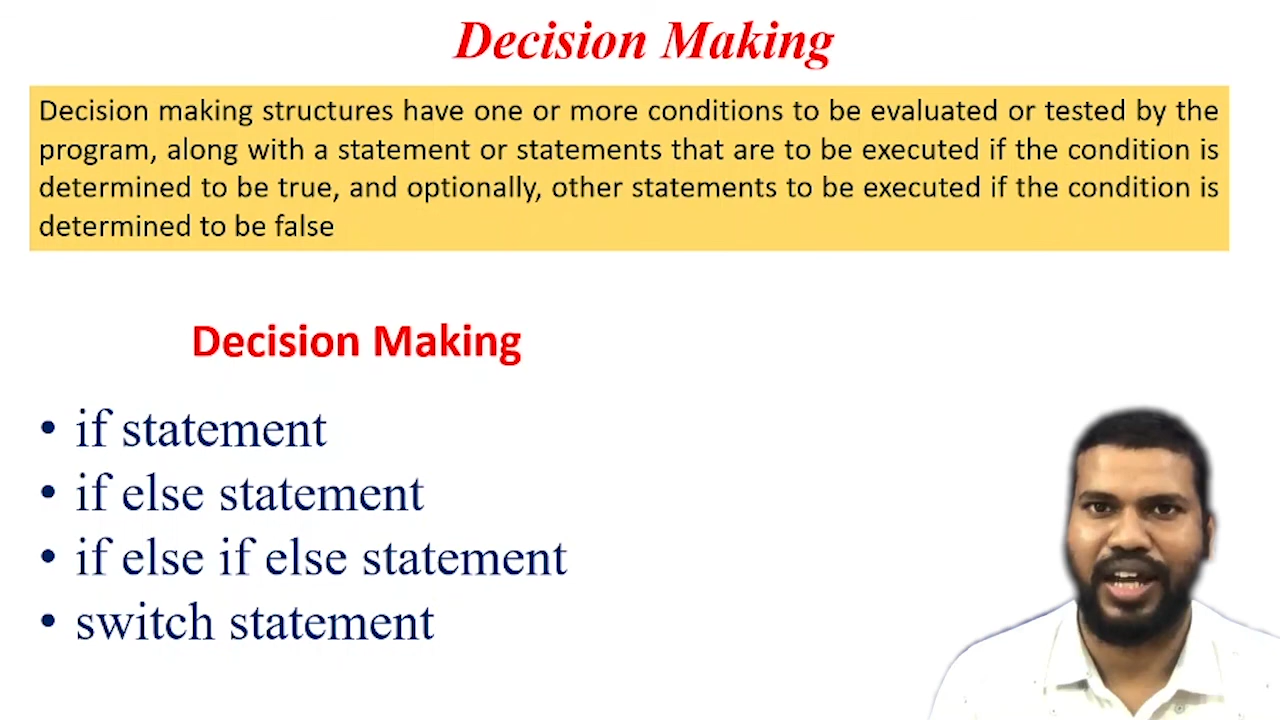 Decision Making
Decision making structures have one or more conditions to be evaluated or tested by the
program, along with a statement or statements that are to be executed if the condition is
determined to be true, and optionally, other statements to be executed if the condition is
determined to be false
Decision Making
• if statement
• if else statement
• if else if else statement
• switch statement